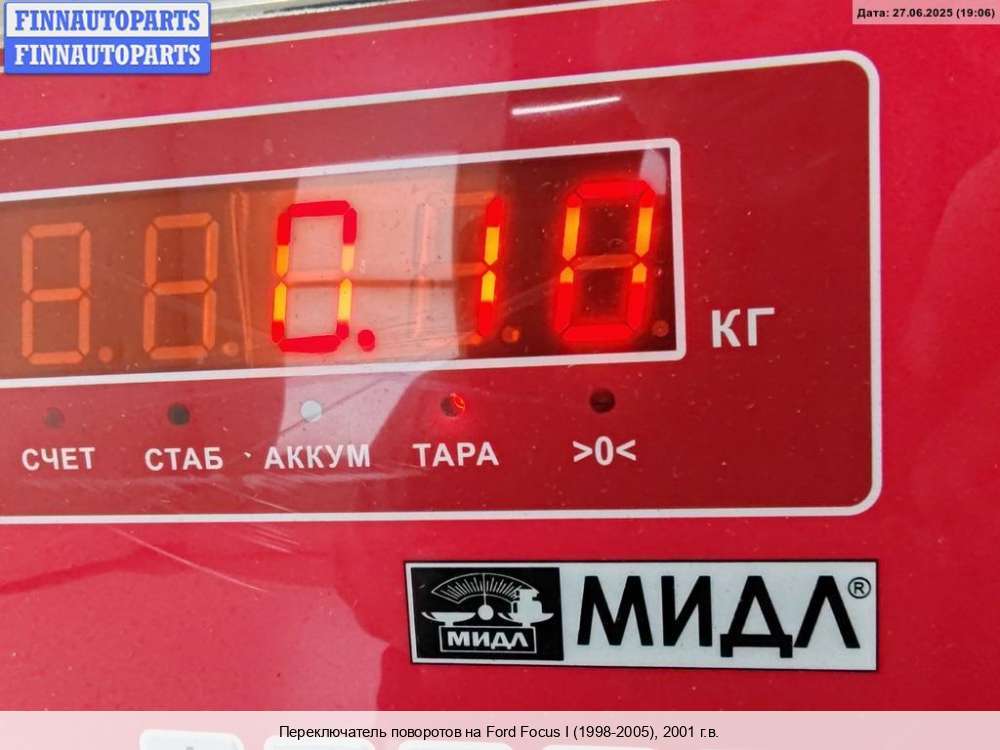 FINNAUTOPARTS
FINNAUTOPARTS
Дата: 27.06.2025 (19:06)
0.10
КГ
СЧЕТ СТАБ АККУМ ТАРА >0<
МИДЛ МИДЛ®
Переключатель поворотов на Ford Focus I (1998-2005), 2001 г.в.